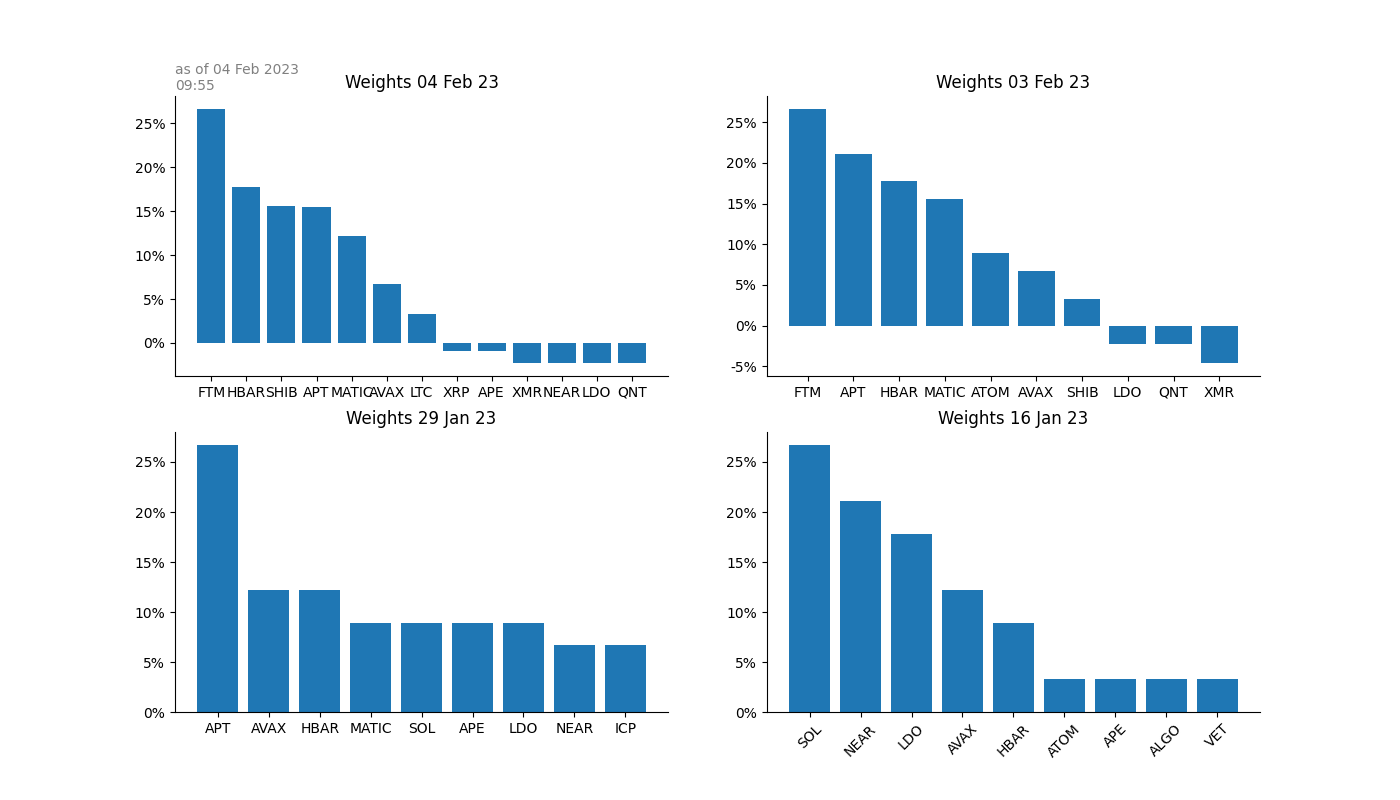 as of 04 Feb 2023
09:55
Weights 04 Feb 23
25%
20%
15%
10%
5%
0%
FTM HBAR SHIB APT MATIC AVAX LTC XRP APE XMR NEAR LDO QNT
Weights 03 Feb 23
25%
20%
15%
10%
5%
0%
-5%
FTM APT HBAR MATIC ATOM AVAX SHIB LDO QNT XMR
Weights 29 Jan 23
25%
20%
15%
10%
5%
0%
APT AVAX HBAR MATIC SOL APE LDO NEAR ICP
Weights 16 Jan 23
25%
20%
15%
10%
5%
0%
SOL NEAR LDO AVAX HBAR ATOM APE ALGO VET